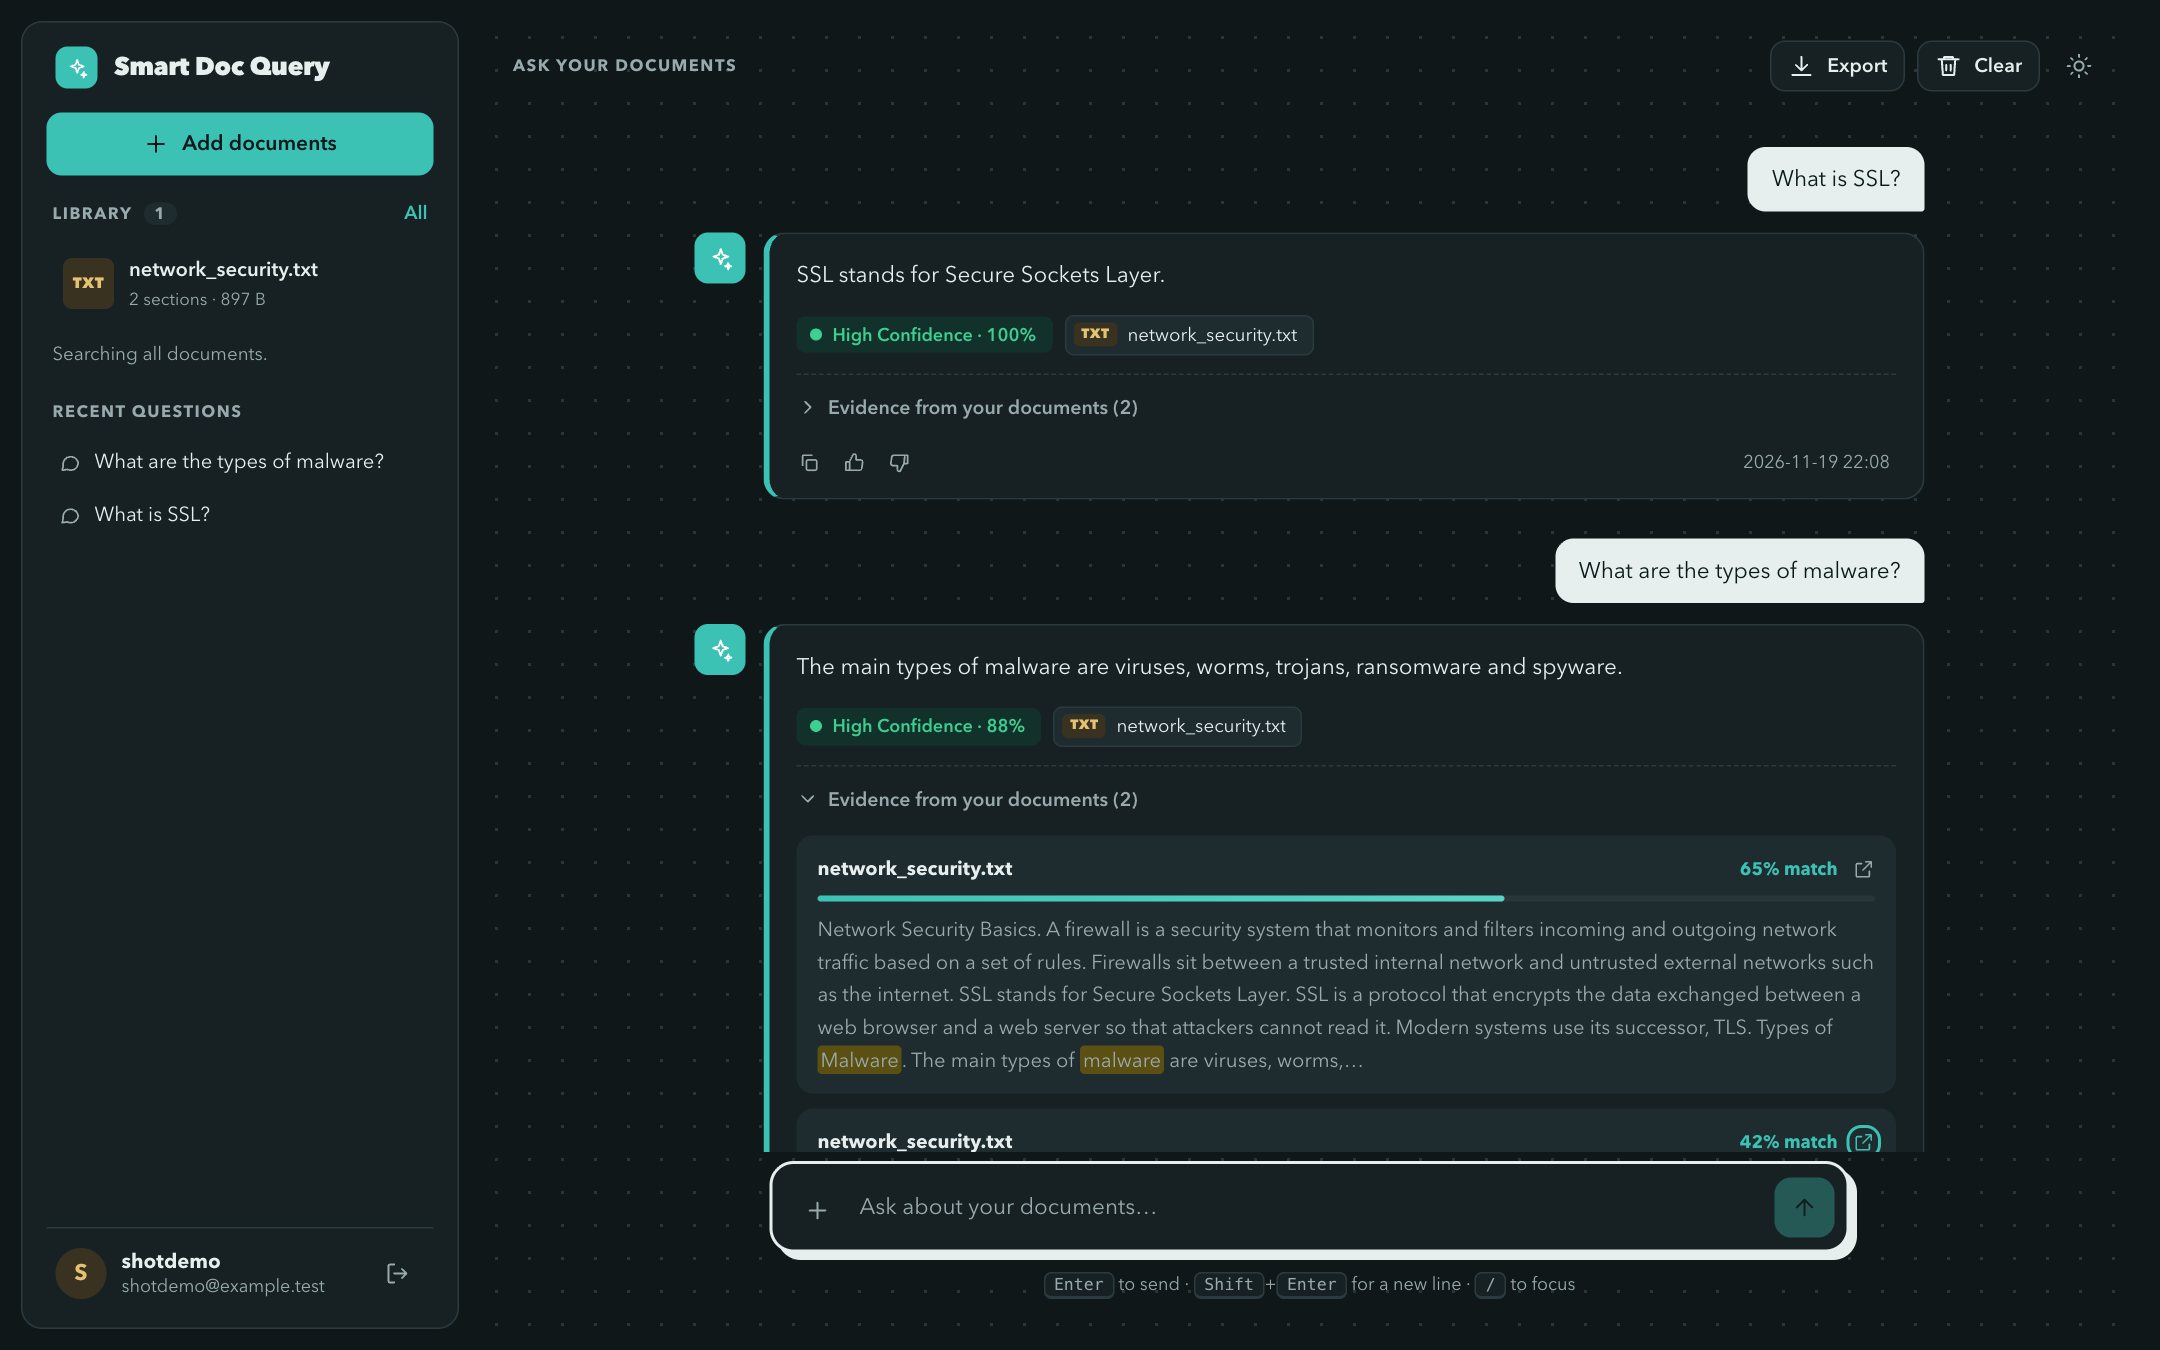 Smart Doc Query
Add documents
LIBRARY 1 All
TXT network_security.txt
2 sections · 897 B
Searching all documents.
RECENT QUESTIONS
What are the types of malware?
What is SSL?
S shotdemo
shotdemo@example.test
ASK YOUR DOCUMENTS
Export Clear
What is SSL?
SSL stands for Secure Sockets Layer.
High Confidence · 100% TXT network_security.txt
Evidence from your documents (2)
2026-11-19 22:08
What are the types of malware?
The main types of malware are viruses, worms, trojans, ransomware and spyware.
High Confidence · 88% TXT network_security.txt
Evidence from your documents (2)
network_security.txt 65% match
Network Security Basics. A firewall is a security system that monitors and filters incoming and outgoing network
traffic based on a set of rules. Firewalls sit between a trusted internal network and untrusted external networks such
as the internet. SSL stands for Secure Sockets Layer. SSL is a protocol that encrypts the data exchanged between a
web browser and a web server so that attackers cannot read it. Modern systems use its successor, TLS. Types of
Malware. The main types of malware are viruses, worms,…
network_security.txt 42% match
Ask about your documents…
Enter to send · Shift+Enter for a new line · / to focus